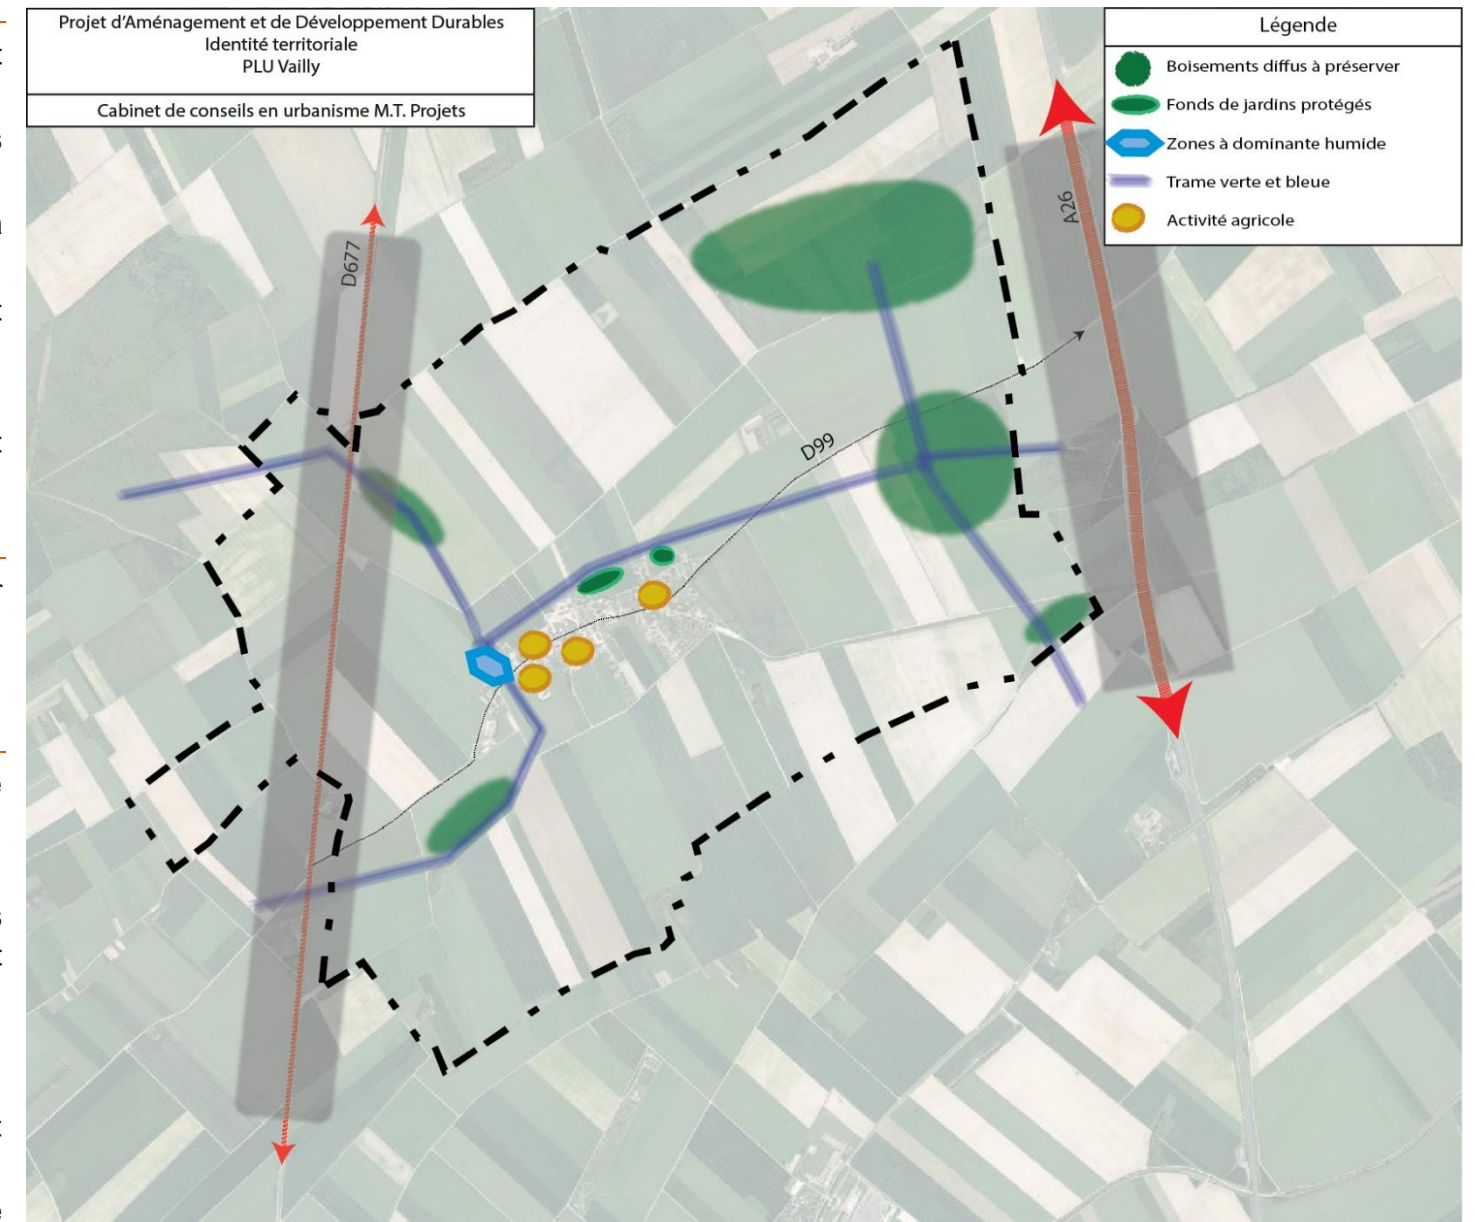 Projet d’Aménagement et de Développement Durables
Identité territoriale
PLU Vailly
Cabinet de conseils en urbanisme M.T. Projets
Légende
Boisements diffus à préserver
Fonds de jardins protégés
Zones à dominante humide
Trame verte et bleue
Activité agricole
A26
D677
D99